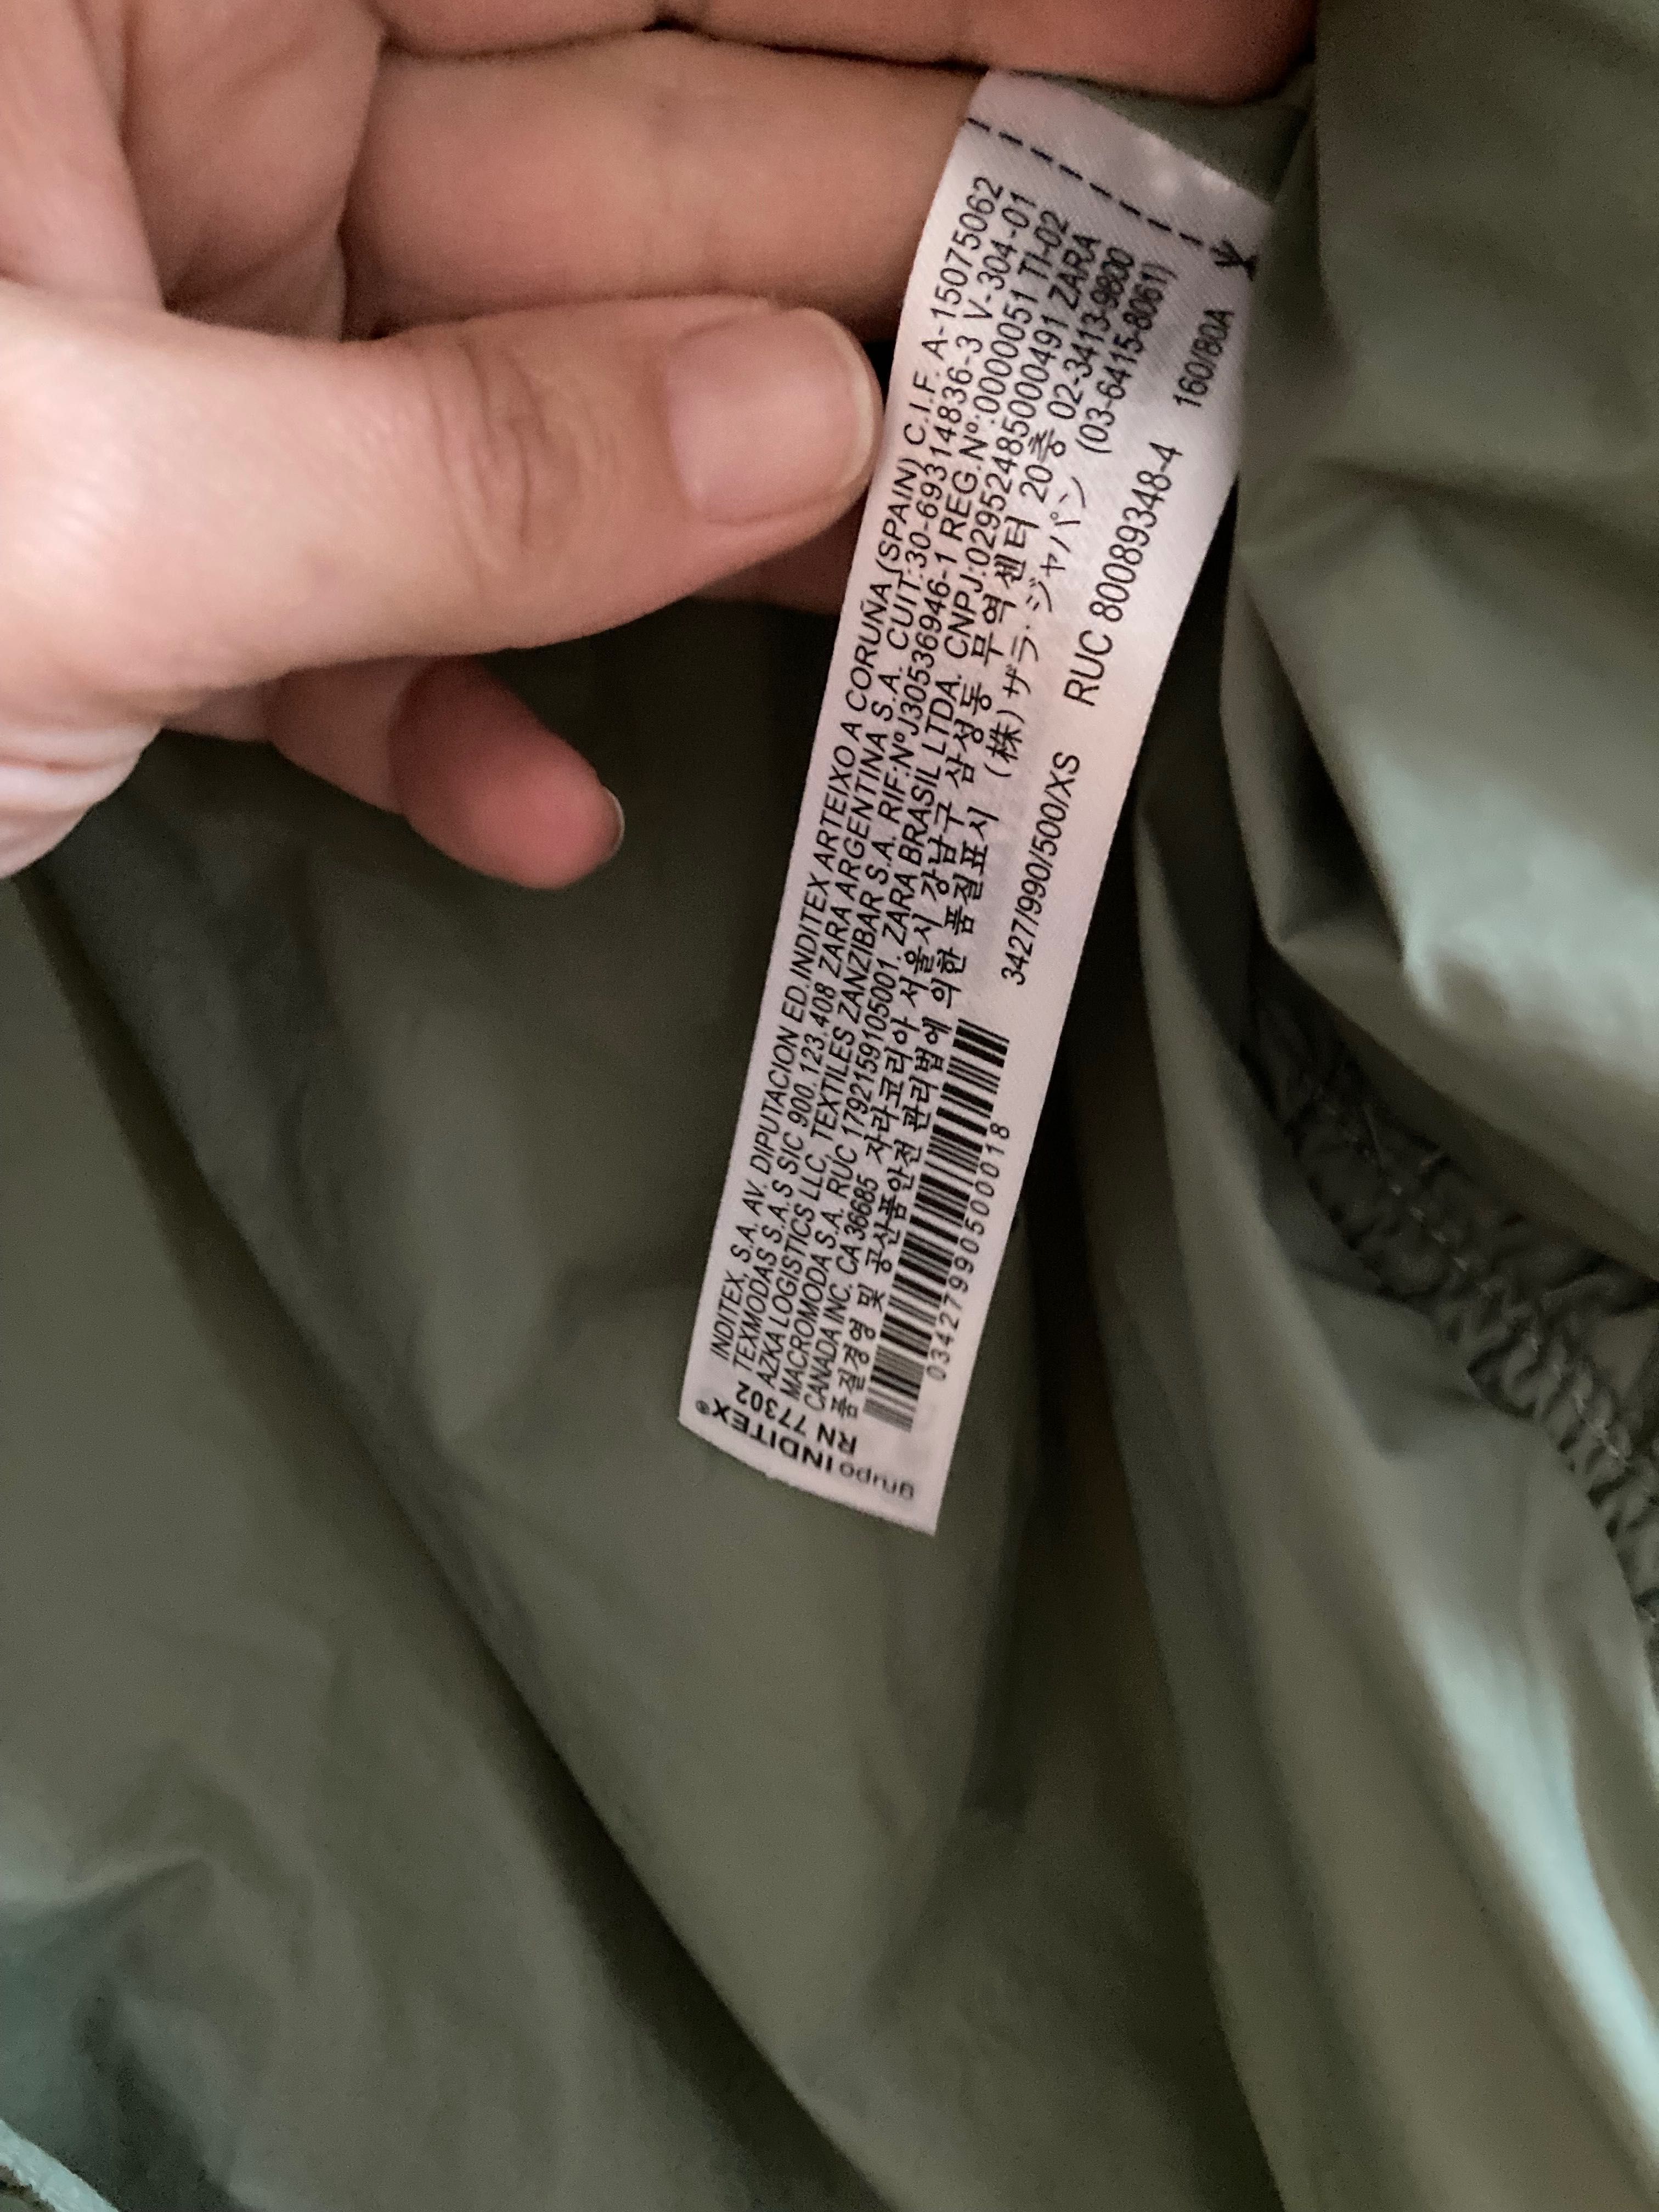 grupo INDITEX®
RN 77302
INDITEX, S.A. AV. DIPUTACION ED.INDITEX ARTEIXO A CORUÑA (SPAIN) C.I.F. A-15075062
TEXMODAS S.A.S SIC 900.123.408 ZARA ARGENTINA S.A. CUIT:30-69314836-3 V-304-01
AZKA LOGISTICS LLC, TEXTILES ZANZIBAR S.A. RIF:NºJ30536946-1 REG.Nº:0000051 TI-02
MACROMODA S.A. RUC 1792159105001. ZARA BRASIL LTDA. CNPJ:02952485000491 ZARA
CANADA INC. CA36685 자라코리아 서울시 강남구 삼성동 무역센터 20층 02-3413-9800
품질경영 및 공산품안전 관리법에 의한 품질표시 (株)ザラ・ジャパン (03-6415-8061)
03427990500018
3427/990/500/XS RUC 80089348-4 160/80A